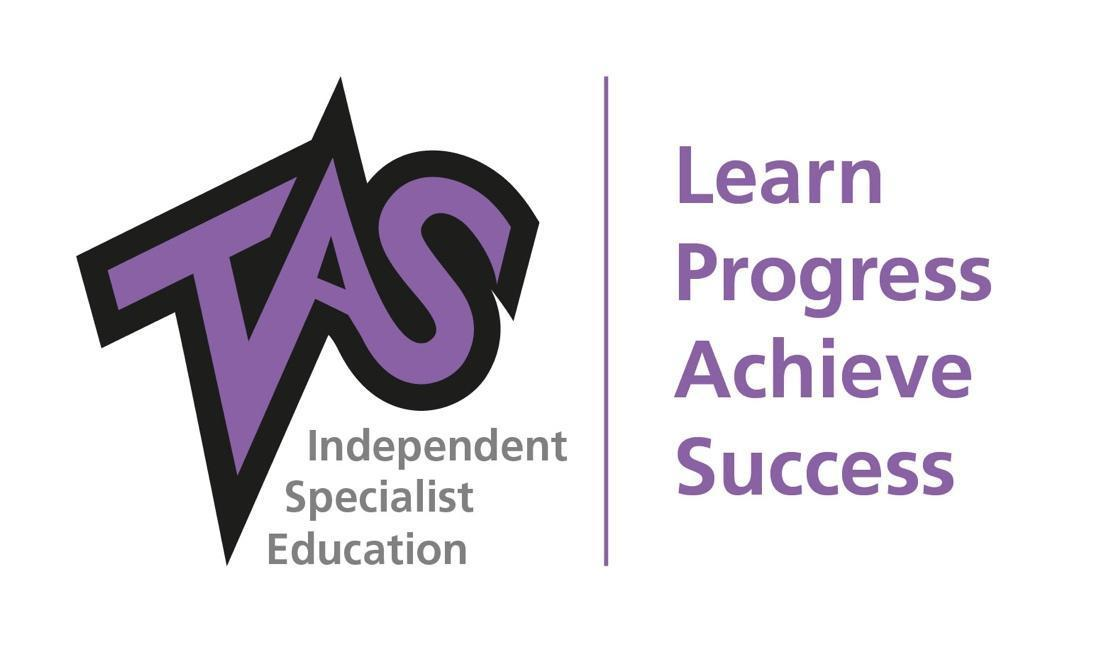 TAS
Independent
Specialist
Education
Learn
Progress
Achieve
Success